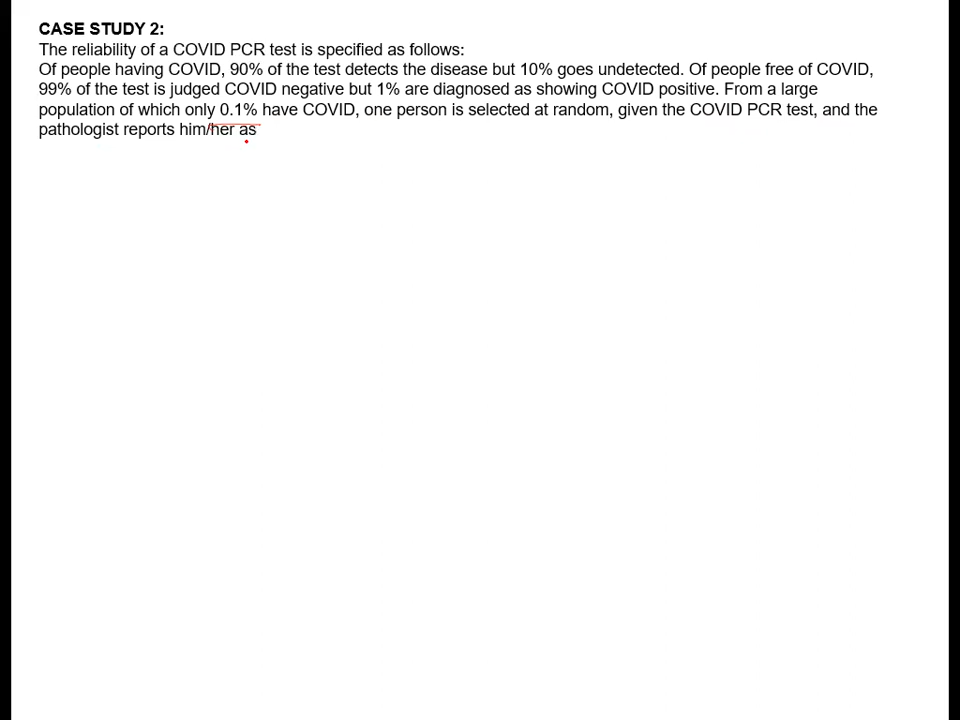 CASE STUDY 2:
The reliability of a COVID PCR test is specified as follows:
Of people having COVID, 90% of the test detects the disease but 10% goes undetected. Of people free of COVID,
99% of the test is judged COVID negative but 1% are diagnosed as showing COVID positive. From a large
population of which only 0.1% have COVID, one person is selected at random, given the COVID PCR test, and the
pathologist reports him/her as